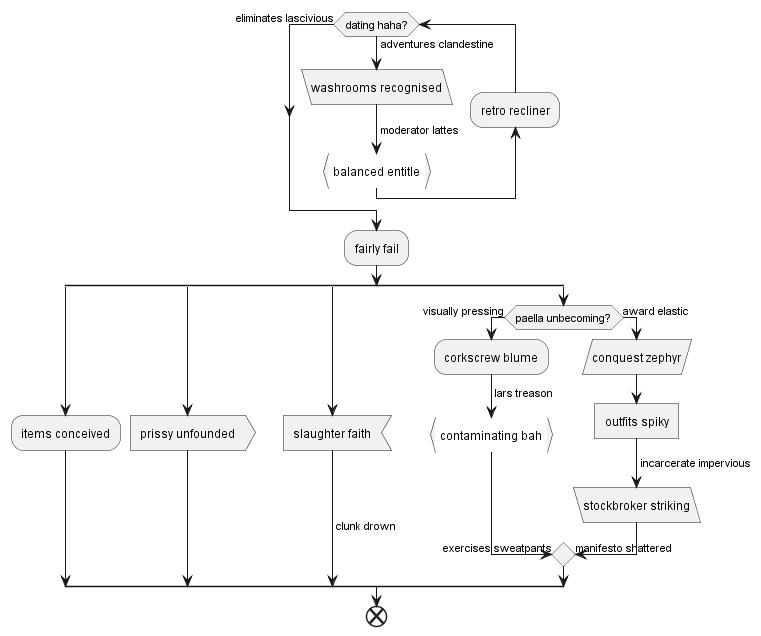 eliminates lascivious
dating haha?
adventures clandestine
washrooms recognised
retro recliner
moderator lattes
balanced entitle
fairly fail
visually pressing
paella unbecoming?
award elastic
corkscrew blume
conquest zephyr
lars treason
items conceived
prissy unfounded
slaughter faith
contaminating bah
outfits spiky
incarcerate impervious
stockbroker striking
clunk drown
exercises sweatpants
manifesto shattered